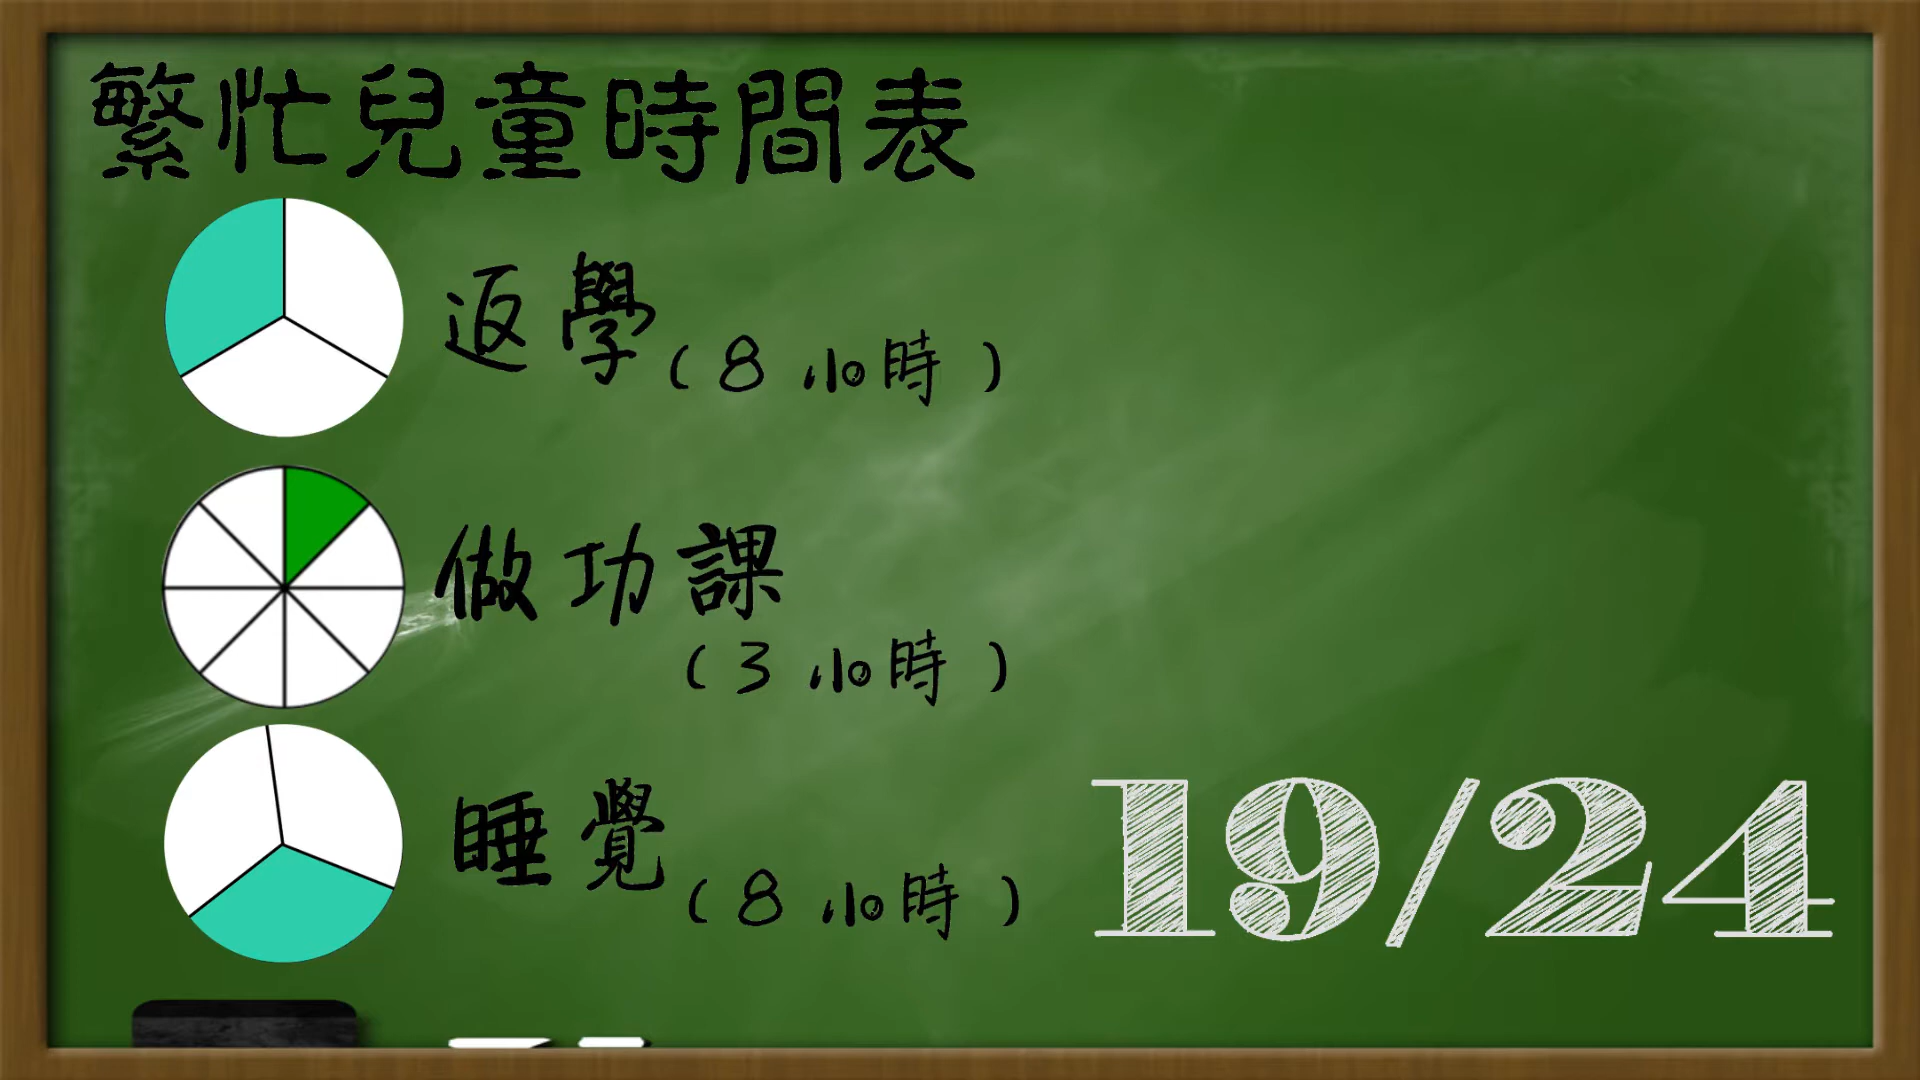 繁忙兒童時間表
返學
(8小時)
做功課
(3小時)
睡覺
(8小時)
19/24